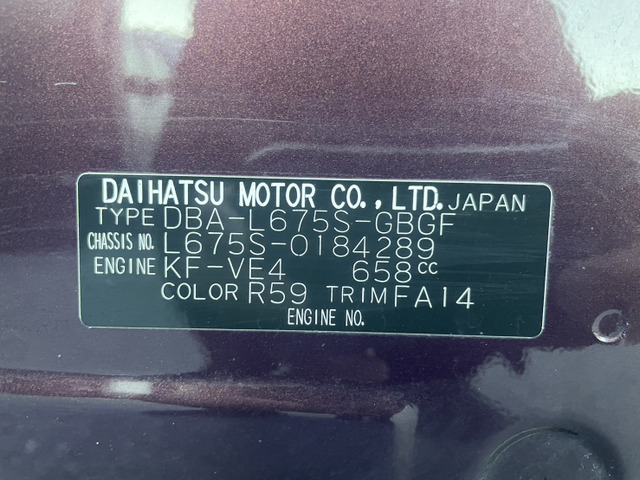 DAIHATSU MOTOR CO., LTD. JAPAN
TYPE DBA-L675S-GBGF
CHASSIS NO. L675S-0184289
ENGINE KF-VE4 658cc
COLOR R59 TRIM FA14
ENGINE NO.